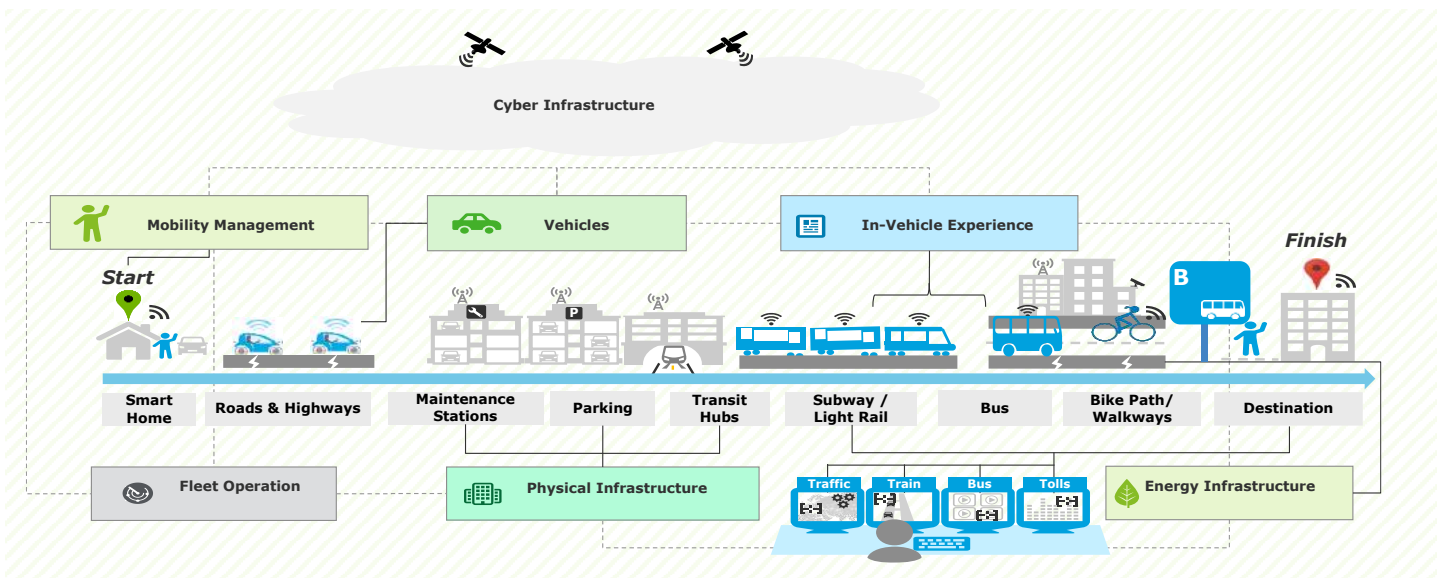 Cyber Infrastructure
Mobility Management
Vehicles
In-Vehicle Experience
Start
Finish
P
B
Smart
Home
Roads & Highways
Maintenance
Stations
Parking
Transit
Hubs
Subway /
Light Rail
Bus
Bike Path/
Walkways
Destination
Fleet Operation
Physical Infrastructure
Traffic
Train
Bus
Tolls
Energy Infrastructure